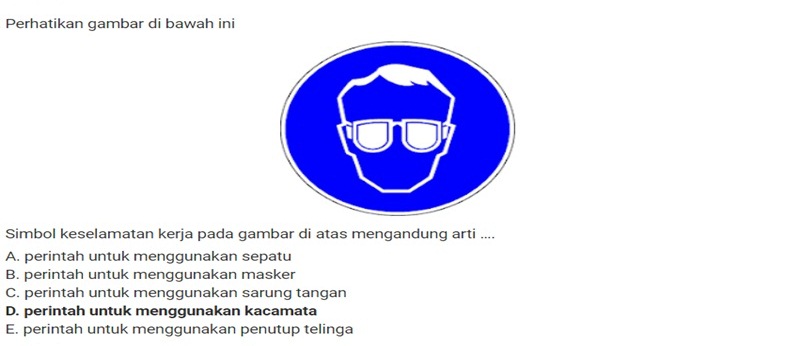 Perhatikan gambar di bawah ini
Simbol keselamatan kerja pada gambar di atas mengandung arti ....
A. perintah untuk menggunakan sepatu
B. perintah untuk menggunakan masker
C. perintah untuk menggunakan sarung tangan
D. perintah untuk menggunakan kacamata
E. perintah untuk menggunakan penutup telinga